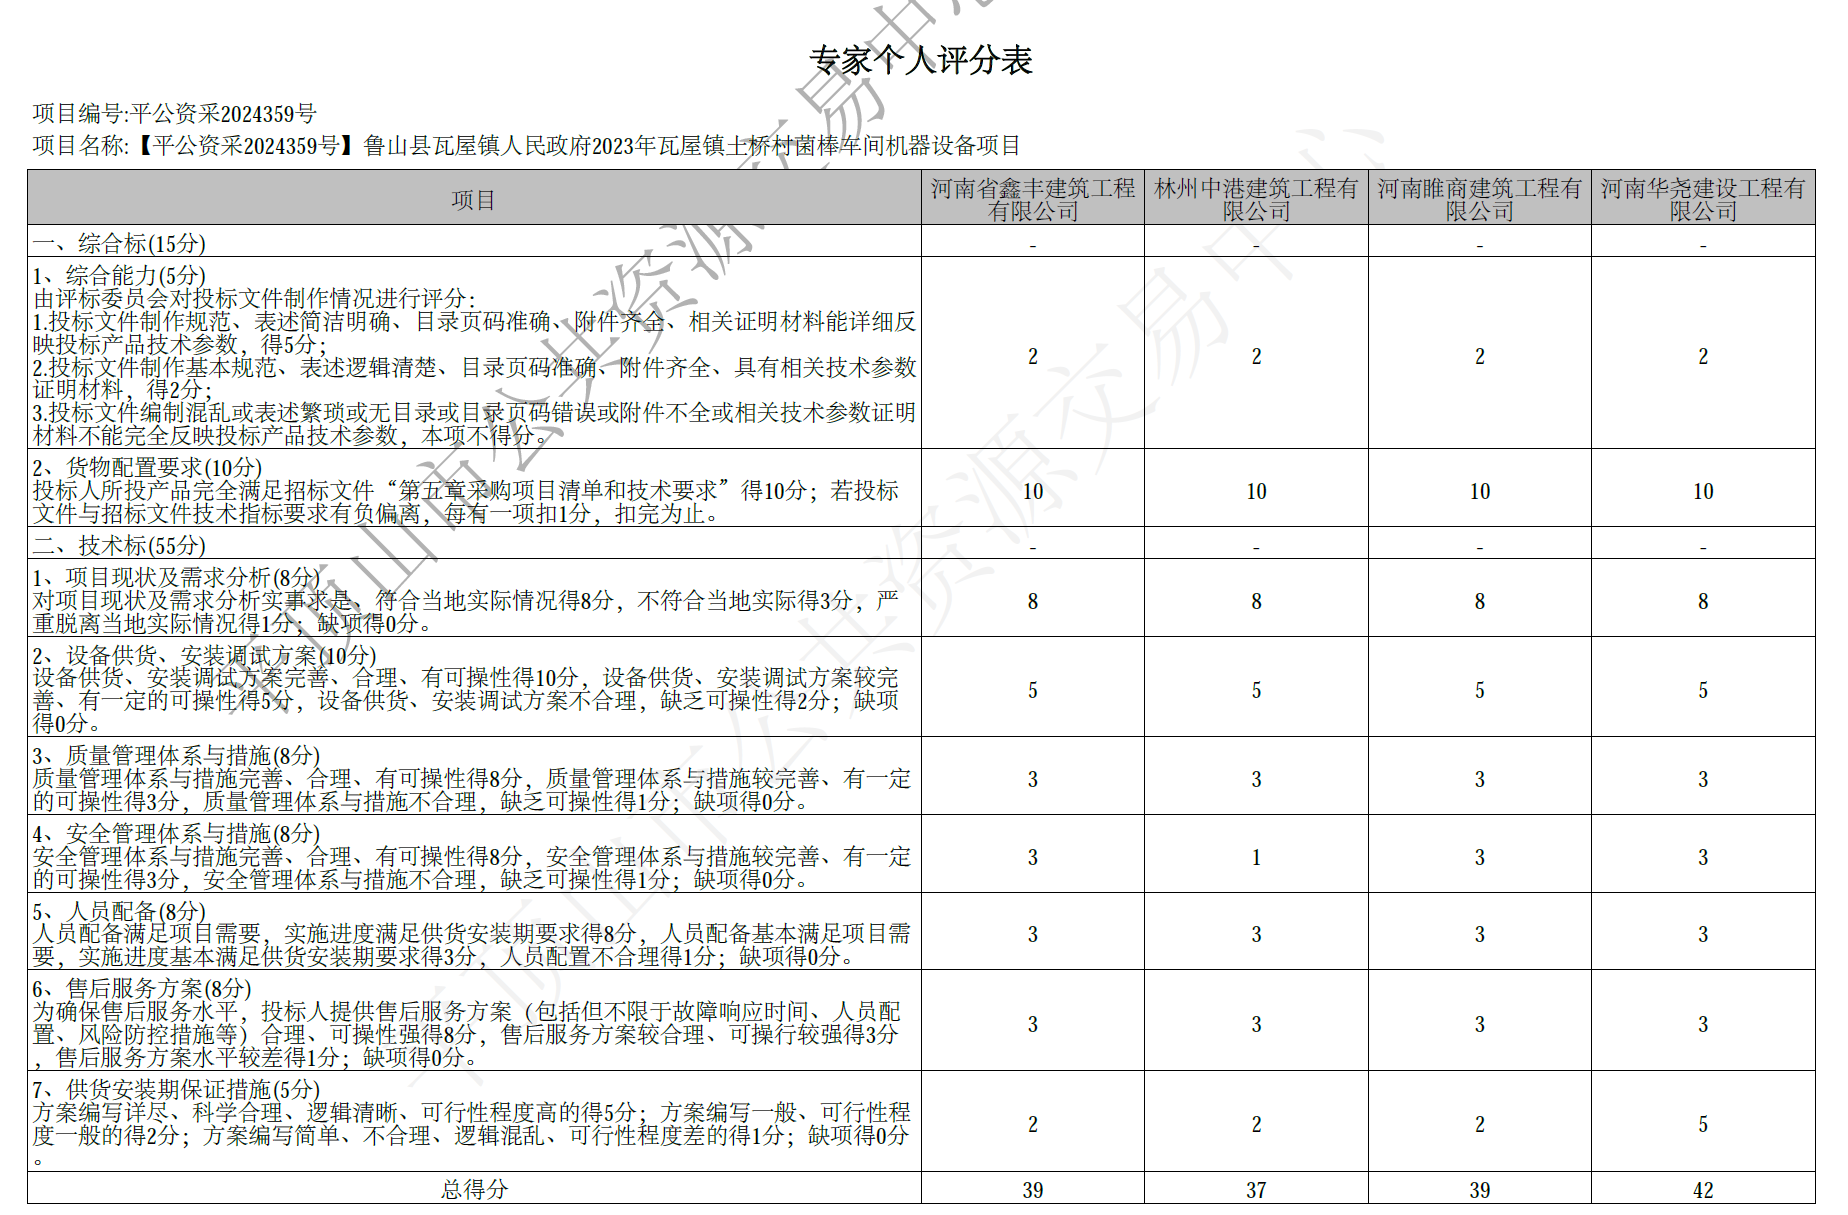 专家个人评分表
项目编号:平公资采2024359号
项目名称:【平公资采2024359号】鲁山县瓦屋镇人民政府2023年瓦屋镇土桥村菌棒车间机器设备项目
项目
河南省鑫丰建筑工程
有限公司
林州中港建筑工程有
限公司
河南睢商建筑工程有
限公司
河南华尧建设工程有
限公司
一、综合标(15分)
-
-
-
-
1、综合能力(5分)
由评标委员会对投标文件制作情况进行评分：
1.投标文件制作规范、表述简洁明确、目录页码准确、附件齐全、相关证明材料能详细反
映投标产品技术参数，得5分；
2.投标文件制作基本规范、表述逻辑清楚、目录页码准确、附件齐全、具有相关技术参数
证明材料，得2分；
3.投标文件编制混乱或表述繁琐或无目录或目录页码错误或附件不全或相关技术参数证明
材料不能完全反映投标产品技术参数，本项不得分。
2
2
2
2
2、货物配置要求(10分)
投标人所投产品完全满足招标文件“第五章采购项目清单和技术要求”得10分；若投标
文件与招标文件技术指标要求有负偏离，每有一项扣1分，扣完为止。
10
10
10
10
二、技术标(55分)
-
-
-
-
1、项目现状及需求分析(8分)
对项目现状及需求分析实事求是、符合当地实际情况得8分，不符合当地实际得3分，严
重脱离当地实际情况得1分；缺项得0分。
8
8
8
8
2、设备供货、安装调试方案(10分)
设备供货、安装调试方案完善、合理、有可操性得10分，设备供货、安装调试方案较完
善、有一定的可操性得5分，设备供货、安装调试方案不合理，缺乏可操性得2分；缺项
得0分。
5
5
5
5
3、质量管理体系与措施(8分)
质量管理体系与措施完善、合理、有可操性得8分，质量管理体系与措施较完善、有一定
的可操性得3分，质量管理体系与措施不合理，缺乏可操性得1分；缺项得0分。
3
3
3
3
4、安全管理体系与措施(8分)
安全管理体系与措施完善、合理、有可操性得8分，安全管理体系与措施较完善、有一定
的可操性得3分，安全管理体系与措施不合理，缺乏可操性得1分；缺项得0分。
3
1
3
3
5、人员配备(8分)
人员配备满足项目需要，实施进度满足供货安装期要求得8分，人员配备基本满足项目需
要，实施进度基本满足供货安装期要求得3分，人员配置不合理得1分；缺项得0分。
3
3
3
3
6、售后服务方案(8分)
为确保售后服务水平，投标人提供售后服务方案（包括但不限于故障响应时间、人员配
置、风险防控措施等）合理、可操性强得8分，售后服务方案较合理、可操行较强得3分
，售后服务方案水平较差得1分；缺项得0分。
3
3
3
3
7、供货安装期保证措施(5分)
方案编写详尽、科学合理、逻辑清晰、可行性程度高的得5分；方案编写一般、可行性程
度一般的得2分；方案编写简单、不合理、逻辑混乱、可行性程度差的得1分；缺项得0分
。
2
2
2
5
总得分
39
37
39
42
平顶山市公共资源交易中心
平顶山市公共资源交易中心